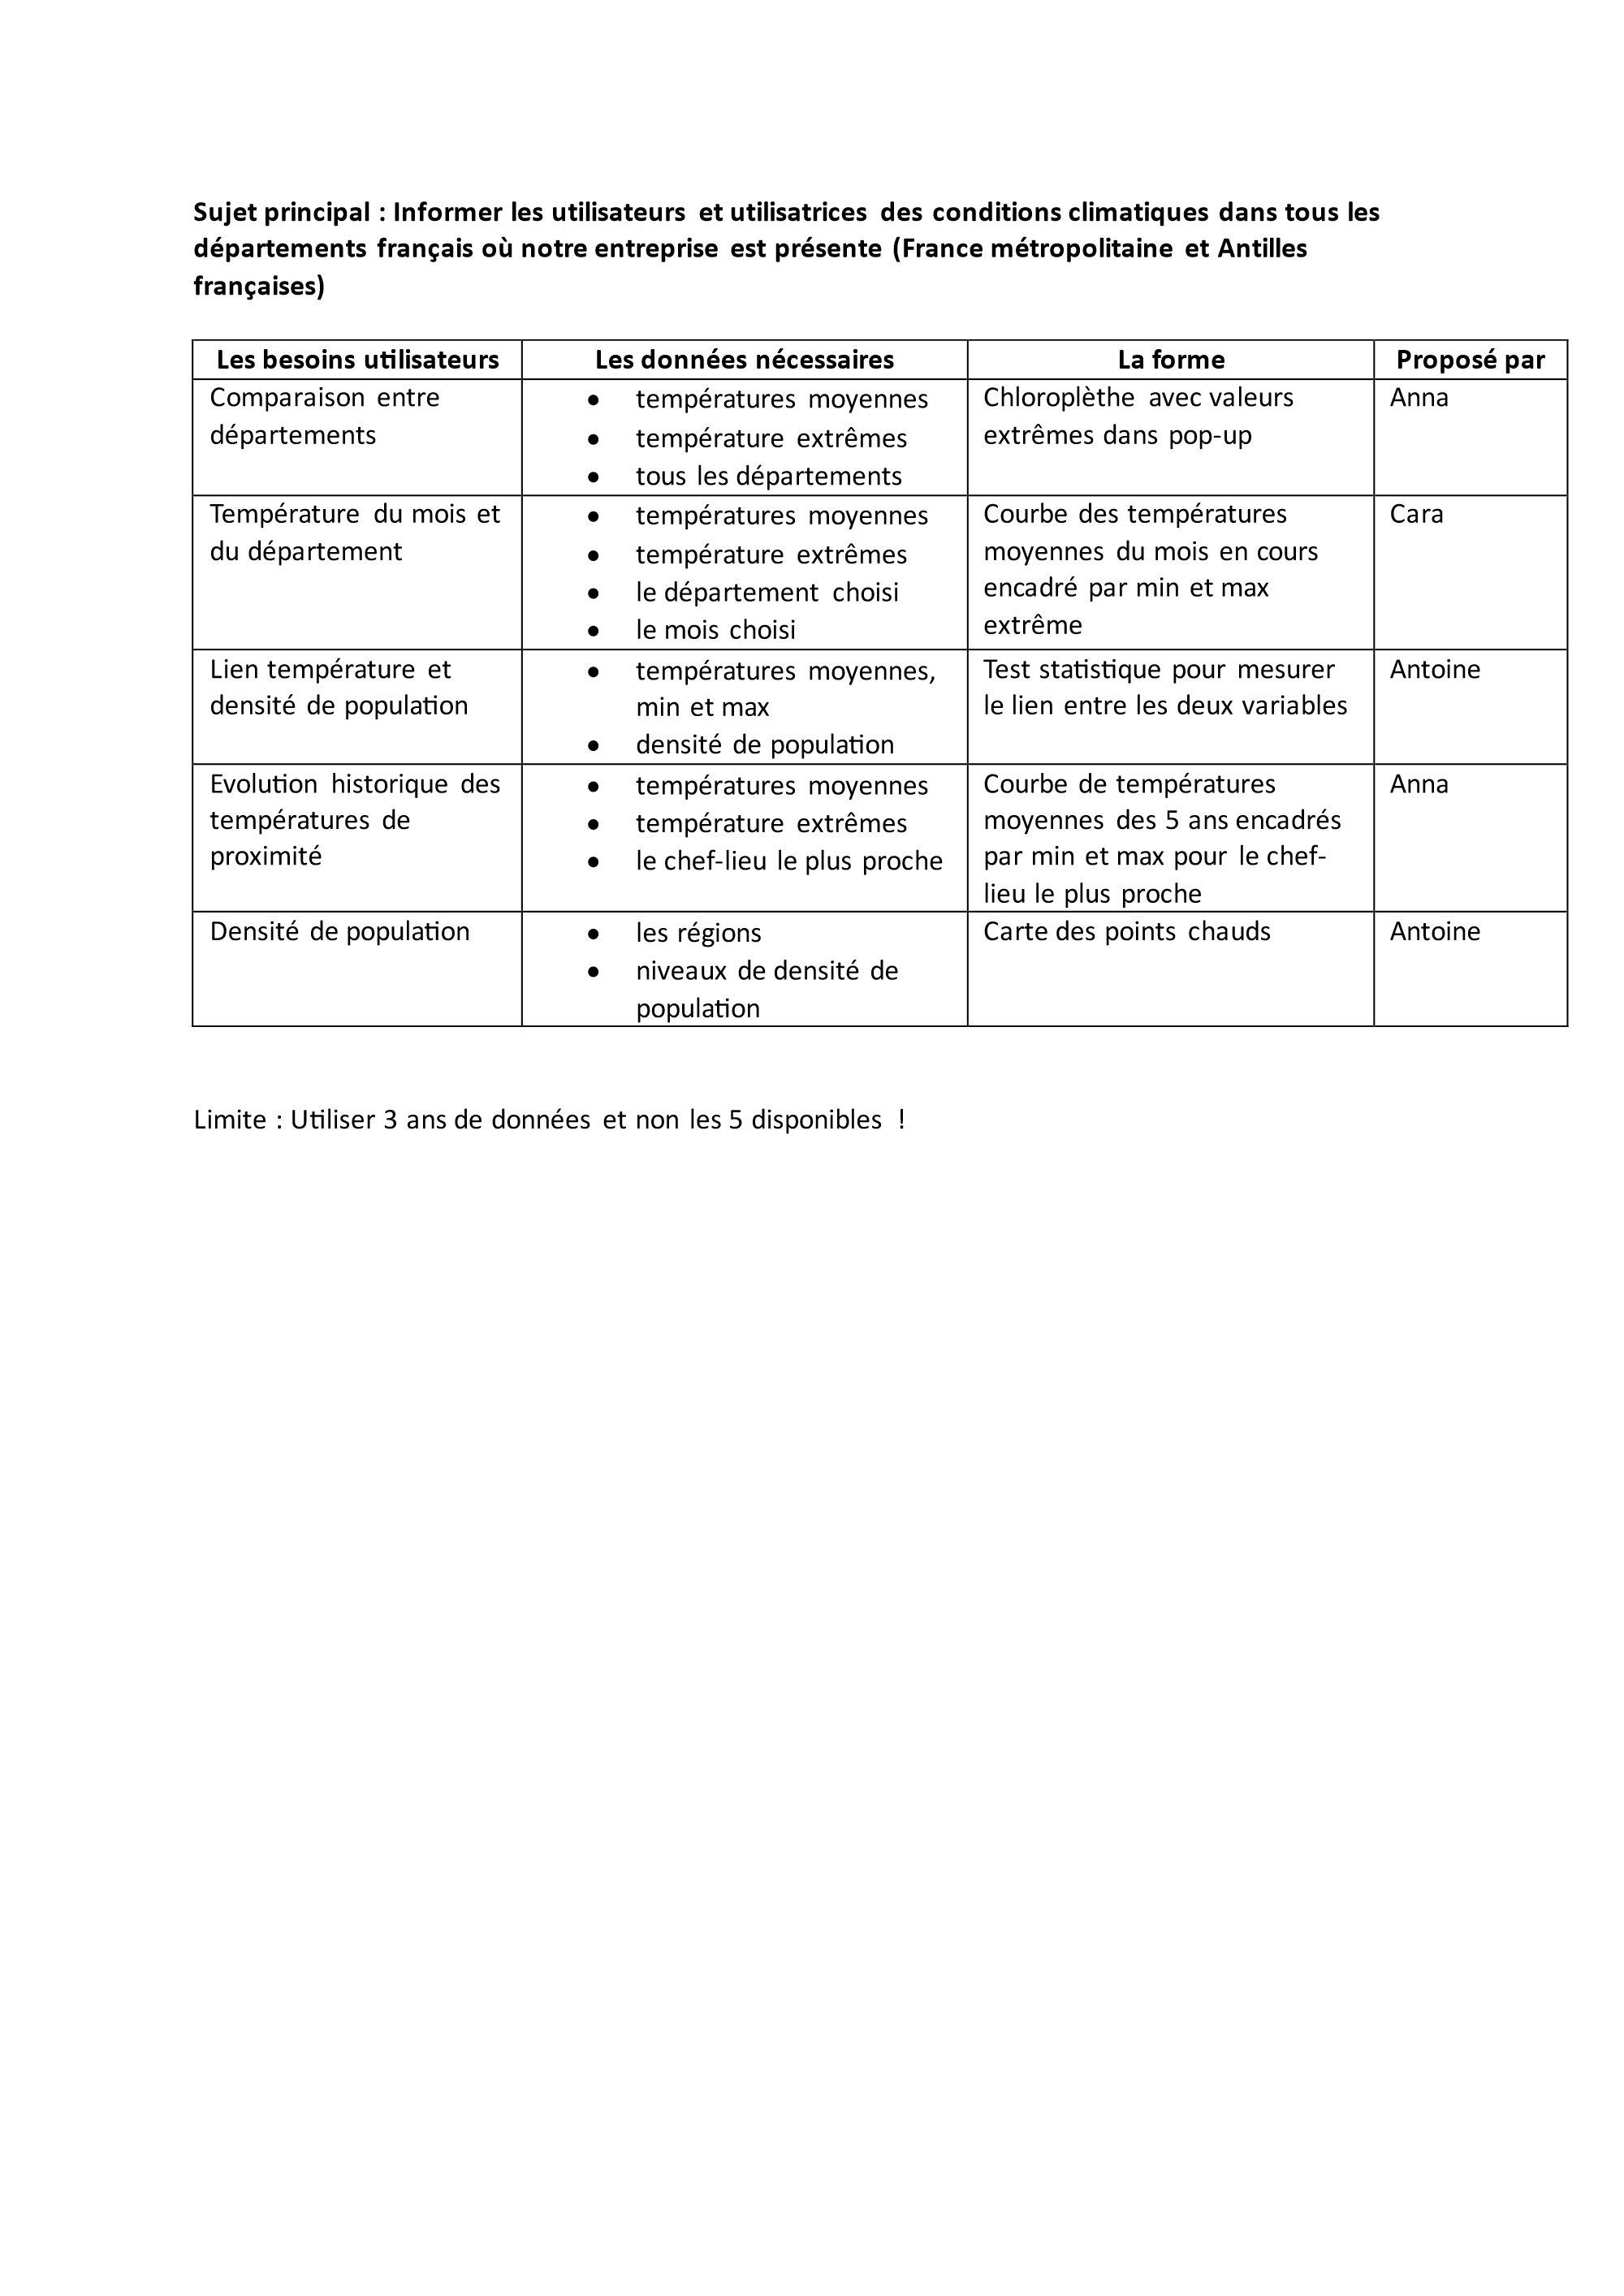 Sujet principal : Informer les utilisateurs et utilisatrices des conditions climatiques dans tous les
départements français où notre entreprise est présente (France métropolitaine et Antilles
françaises)
Les besoins utilisateurs
Les données nécessaires
La forme
Proposé par
Comparaison entre
départements
• températures moyennes
• température extrêmes
• tous les départements
Chloroplèthe avec valeurs
extrêmes dans pop-up
Anna
Température du mois et
du département
• températures moyennes
• température extrêmes
• le département choisi
• le mois choisi
Courbe des températures
moyennes du mois en cours
encadré par min et max
extrême
Cara
Lien température et
densité de population
• températures moyennes,
min et max
• densité de population
Test statistique pour mesurer
le lien entre les deux variables
Antoine
Evolution historique des
températures de
proximité
• températures moyennes
• température extrêmes
• le chef-lieu le plus proche
Courbe de températures
moyennes des 5 ans encadrés
par min et max pour le chef-
lieu le plus proche
Anna
Densité de population
• les régions
• niveaux de densité de
population
Carte des points chauds
Antoine
Limite : Utiliser 3 ans de données et non les 5 disponibles !